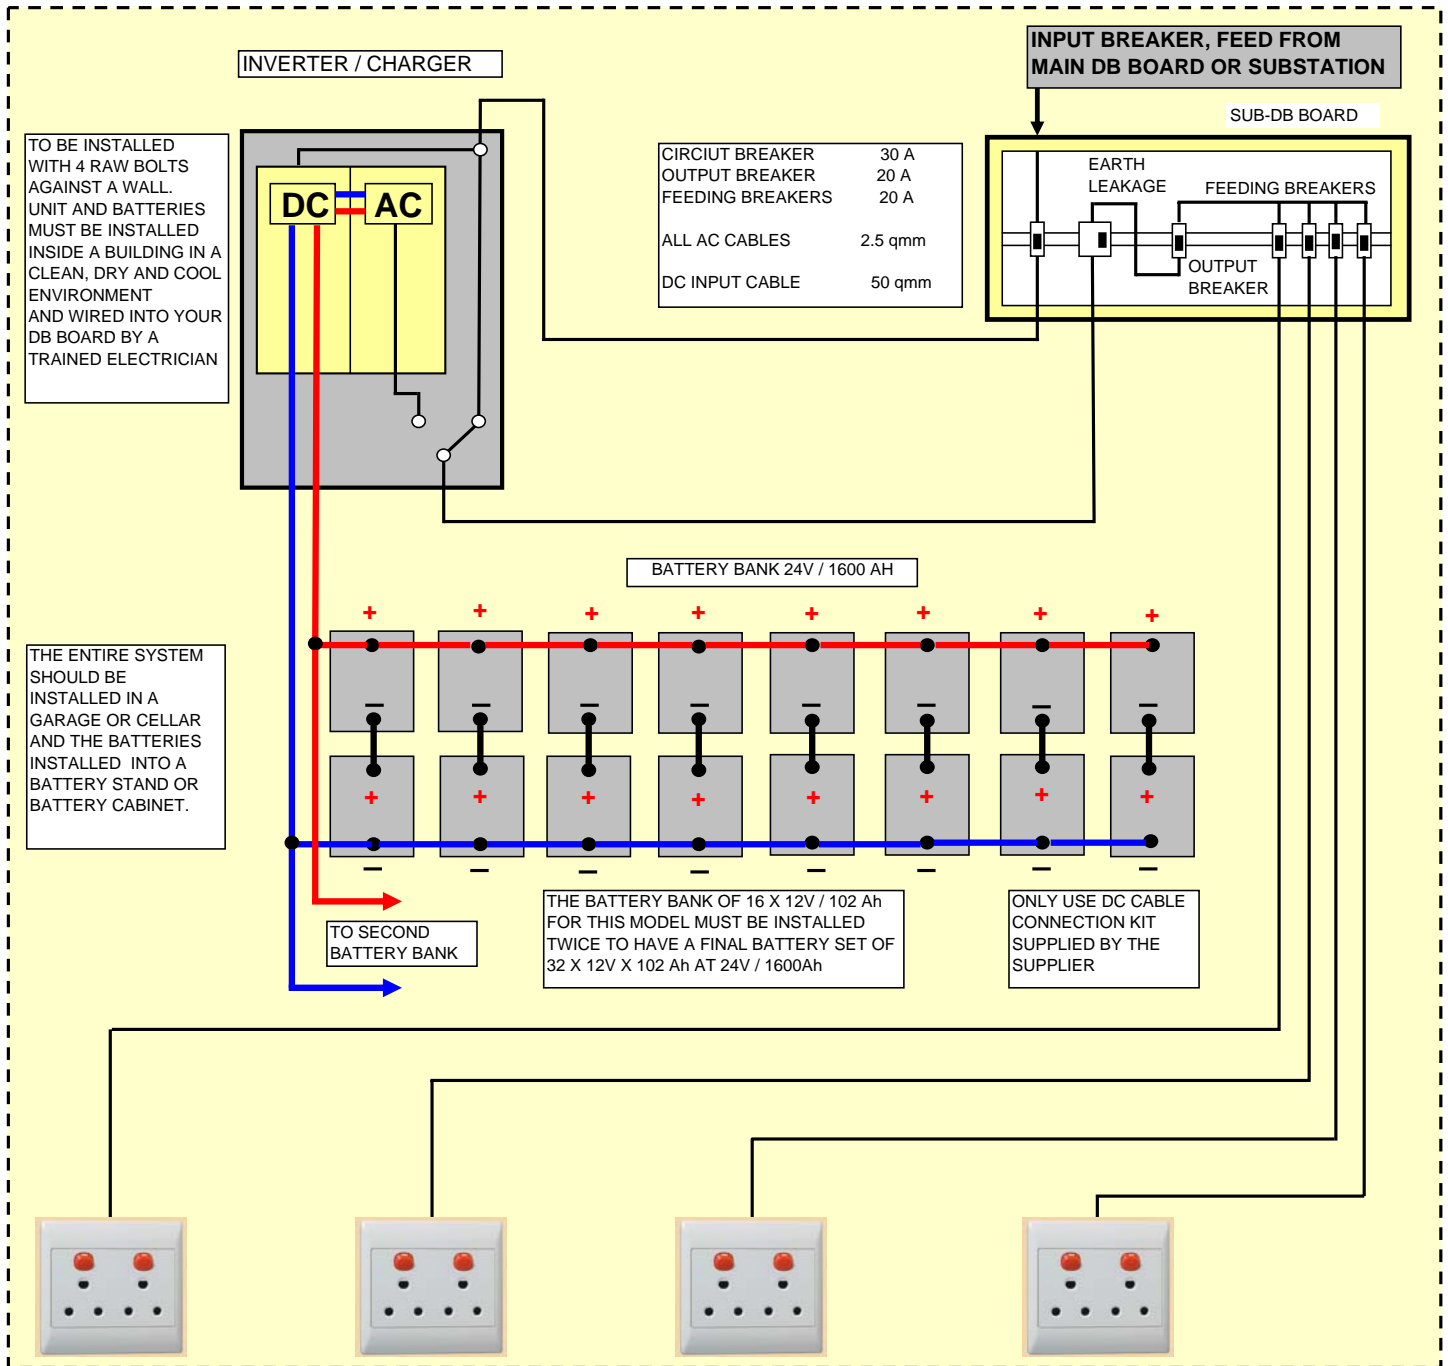 INVERTER / CHARGER
INPUT BREAKER, FEED FROM
MAIN DB BOARD OR SUBSTATION
SUB-DB BOARD
TO BE INSTALLED
WITH 4 RAW BOLTS
AGAINST A WALL.
UNIT AND BATTERIES
MUST BE INSTALLED
INSIDE A BUILDING IN A
CLEAN, DRY AND COOL
ENVIRONMENT
AND WIRED INTO YOUR
DB BOARD BY A
TRAINED ELECTRICIAN
DC AC
CIRCIUT BREAKER 30 A
OUTPUT BREAKER 20 A
FEEDING BREAKERS 20 A
ALL AC CABLES 2.5 qmm
DC INPUT CABLE 50 qmm
EARTH
LEAKAGE
FEEDING BREAKERS
OUTPUT
BREAKER
BATTERY BANK 24V / 1600 AH
+ + + + + + + +
– – – – – – – –
+ + + + + + + +
– – – – – – – –
THE ENTIRE SYSTEM
SHOULD BE
INSTALLED IN A
GARAGE OR CELLAR
AND THE BATTERIES
INSTALLED INTO A
BATTERY STAND OR
BATTERY CABINET.
TO SECOND
BATTERY BANK
THE BATTERY BANK OF 16 X 12V / 102 Ah
FOR THIS MODEL MUST BE INSTALLED
TWICE TO HAVE A FINAL BATTERY SET OF
32 X 12V X 102 Ah AT 24V / 1600Ah
ONLY USE DC CABLE
CONNECTION KIT
SUPPLIED BY THE
SUPPLIER